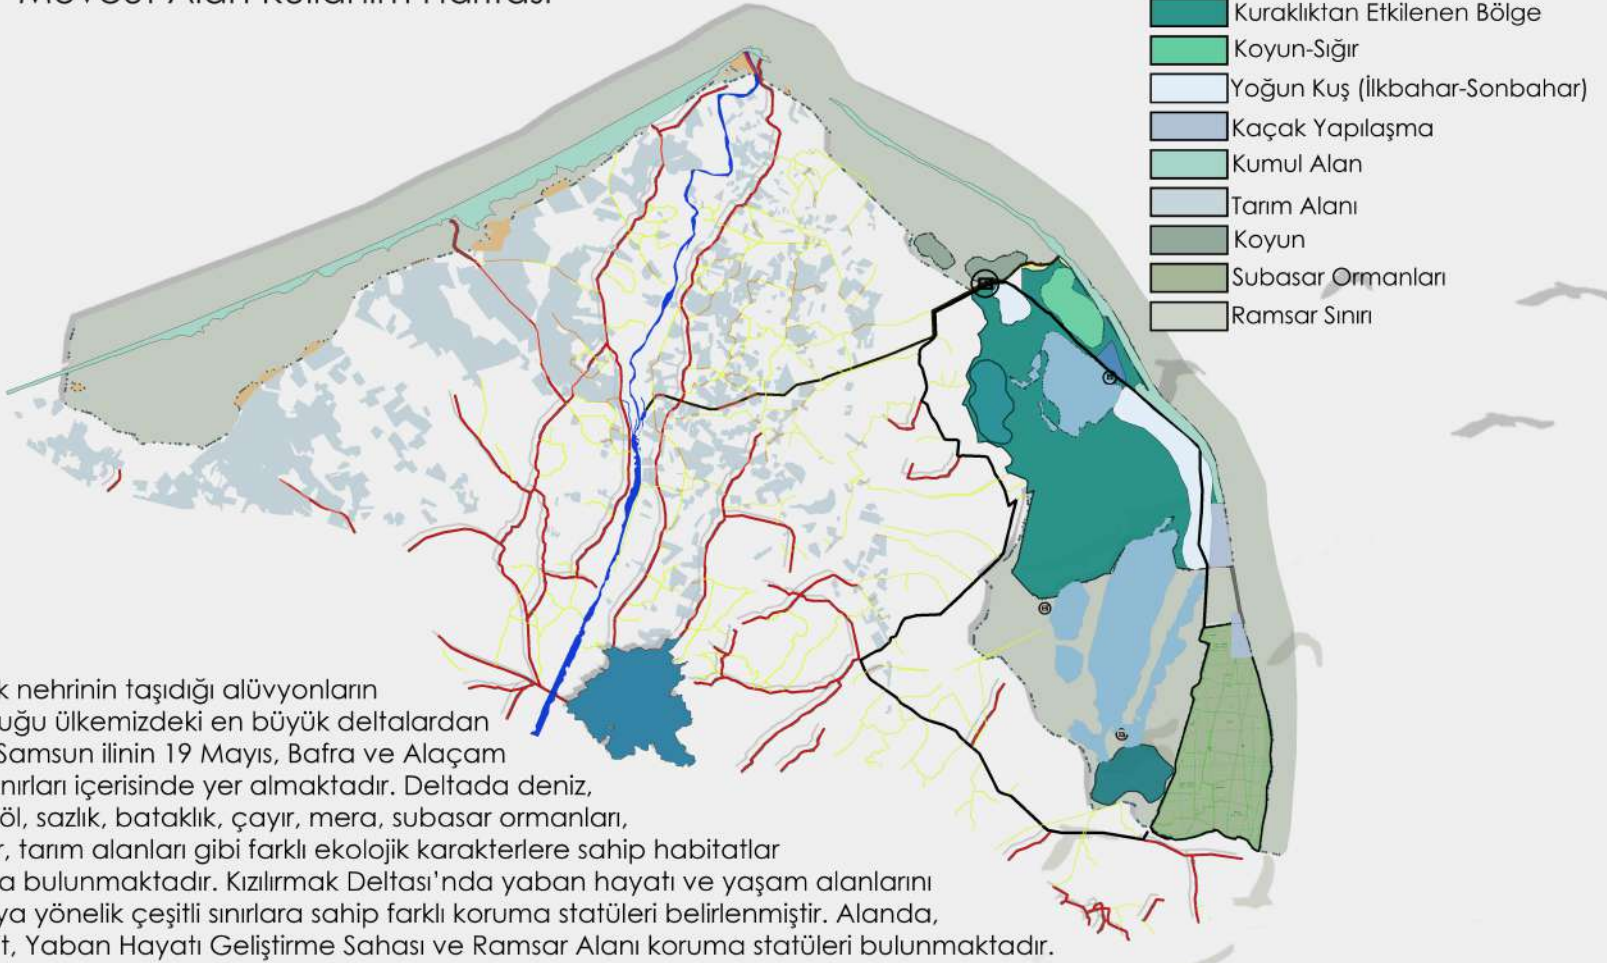 Mevcut Alan Kullanım Haritası
Kuraklıktan Etkilenen Bölge
Koyun-Sığır
Yoğun Kuş (İlkbahar-Sonbahar)
Kaçak Yapılaşma
Kumul Alan
Tarım Alanı
Koyun
Subasar Ormanları
Ramsar Sınırı
nehrinin taşıdığı alüvyonların
ülkemizdeki en büyük deltalardan
Samsun ilinin 19 Mayıs, Bafra ve Alaçam
içerisinde yer almaktadır. Deltada deniz,
sazlık, bataklık, çayır, mera, subasar ormanları,
tarım alanları gibi farklı ekolojik karakterlere sahip habitatlar
bulunmaktadır. Kızılırmak Deltası'nda yaban hayatı ve yaşam alanlarını
yönelik çeşitli sınırlara sahip farklı koruma statüleri belirlenmiştir. Alanda,
Yaban Hayatı Geliştirme Sahası ve Ramsar Alanı koruma statüleri bulunmaktadır.